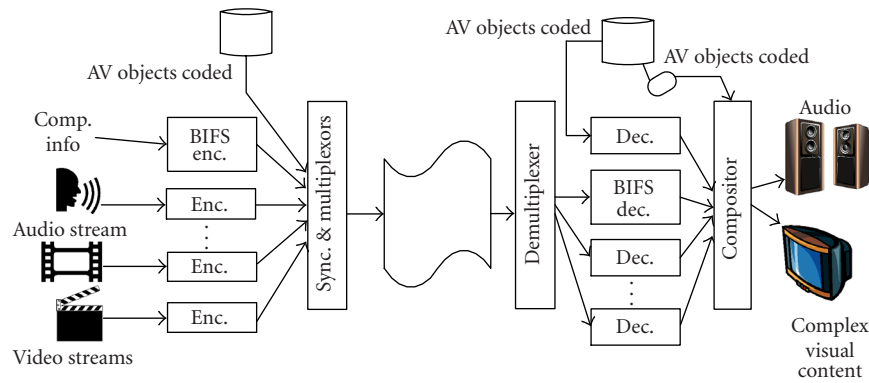 AV objects coded
Comp.
info
BIFS
enc.
Enc.
Audio stream
Enc.
Enc.
Video streams
Sync. & multiplexors
Demultiplexer
AV objects coded
AV objects coded
Dec.
BIFS
dec.
Dec.
Dec.
Compositor
Audio
Complex
visual
content